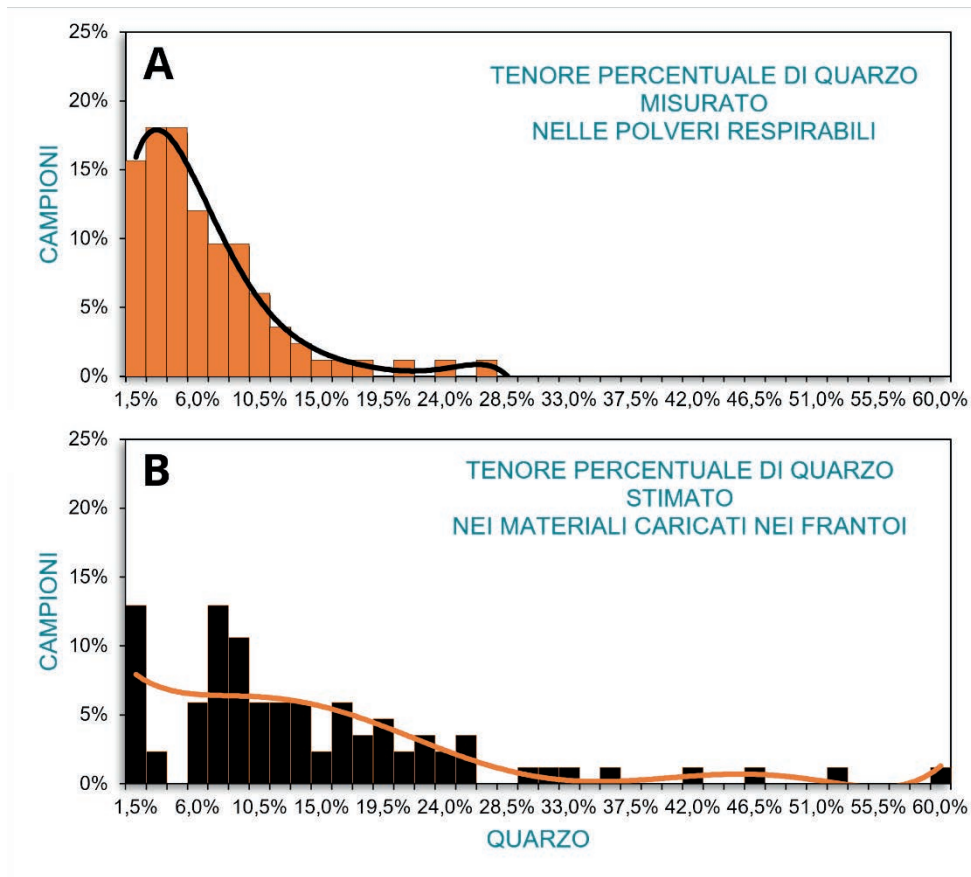 25%
A
TENORE PERCENTUALE DI QUARZO
MISURATO
NELLE POLVERI RESPIRABILI
20%
15%
10%
5%
0%
CAMPIONI
1,5% 6,0% 10,5% 15,0% 19,5% 24,0% 28,5% 33,0% 37,5% 42,0% 46,5% 51,0% 55,5% 60,0%
25%
B
TENORE PERCENTUALE DI QUARZO
STIMATO
NEI MATERIALI CARICATI NEI FRANTOI
20%
15%
10%
5%
0%
CAMPIONI
1,5% 6,0% 10,5% 15,0% 19,5% 24,0% 28,5% 33,0% 37,5% 42,0% 46,5% 51,0% 55,5% 60,0%
QUARZO